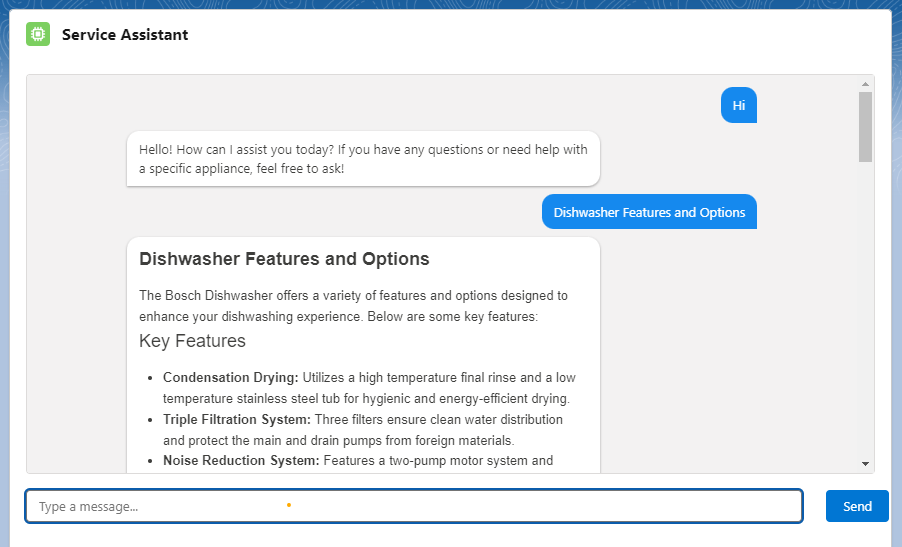 Service Assistant
Hi
Hello! How can I assist you today? If you have any questions or need help with
a specific appliance, feel free to ask!
Dishwasher Features and Options
Dishwasher Features and Options
The Bosch Dishwasher offers a variety of features and options designed to
enhance your dishwashing experience. Below are some key features:
Key Features
• Condensation Drying: Utilizes a high temperature final rinse and a low
temperature stainless steel tub for hygienic and energy-efficient drying.
• Triple Filtration System: Three filters ensure clean water distribution
and protect the main and drain pumps from foreign materials.
• Noise Reduction System: Features a two-pump motor system and
Type a message...
Send